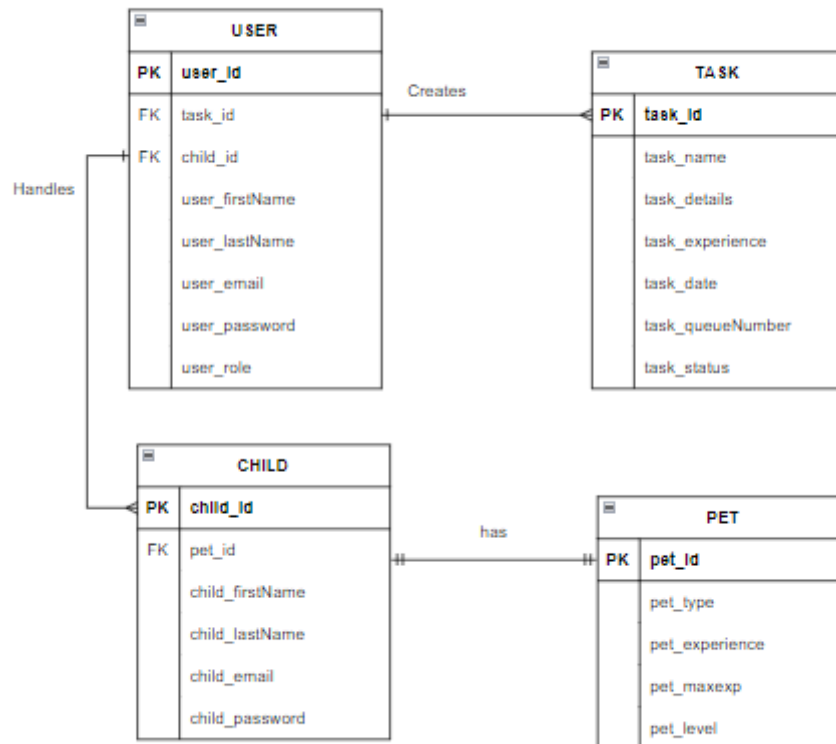 USER
PK user_id
FK task_id
FK child_id
user_firstName
user_lastName
user_email
user_password
user_role
Creates
TASK
PK task_id
task_name
task_details
task_experience
task_date
task_queueNumber
task_status
Handles
CHILD
PK child_id
FK pet_id
child_firstName
child_lastName
child_email
child_password
has
PET
PK pet_id
pet_type
pet_experience
pet_maxexp
pet_level